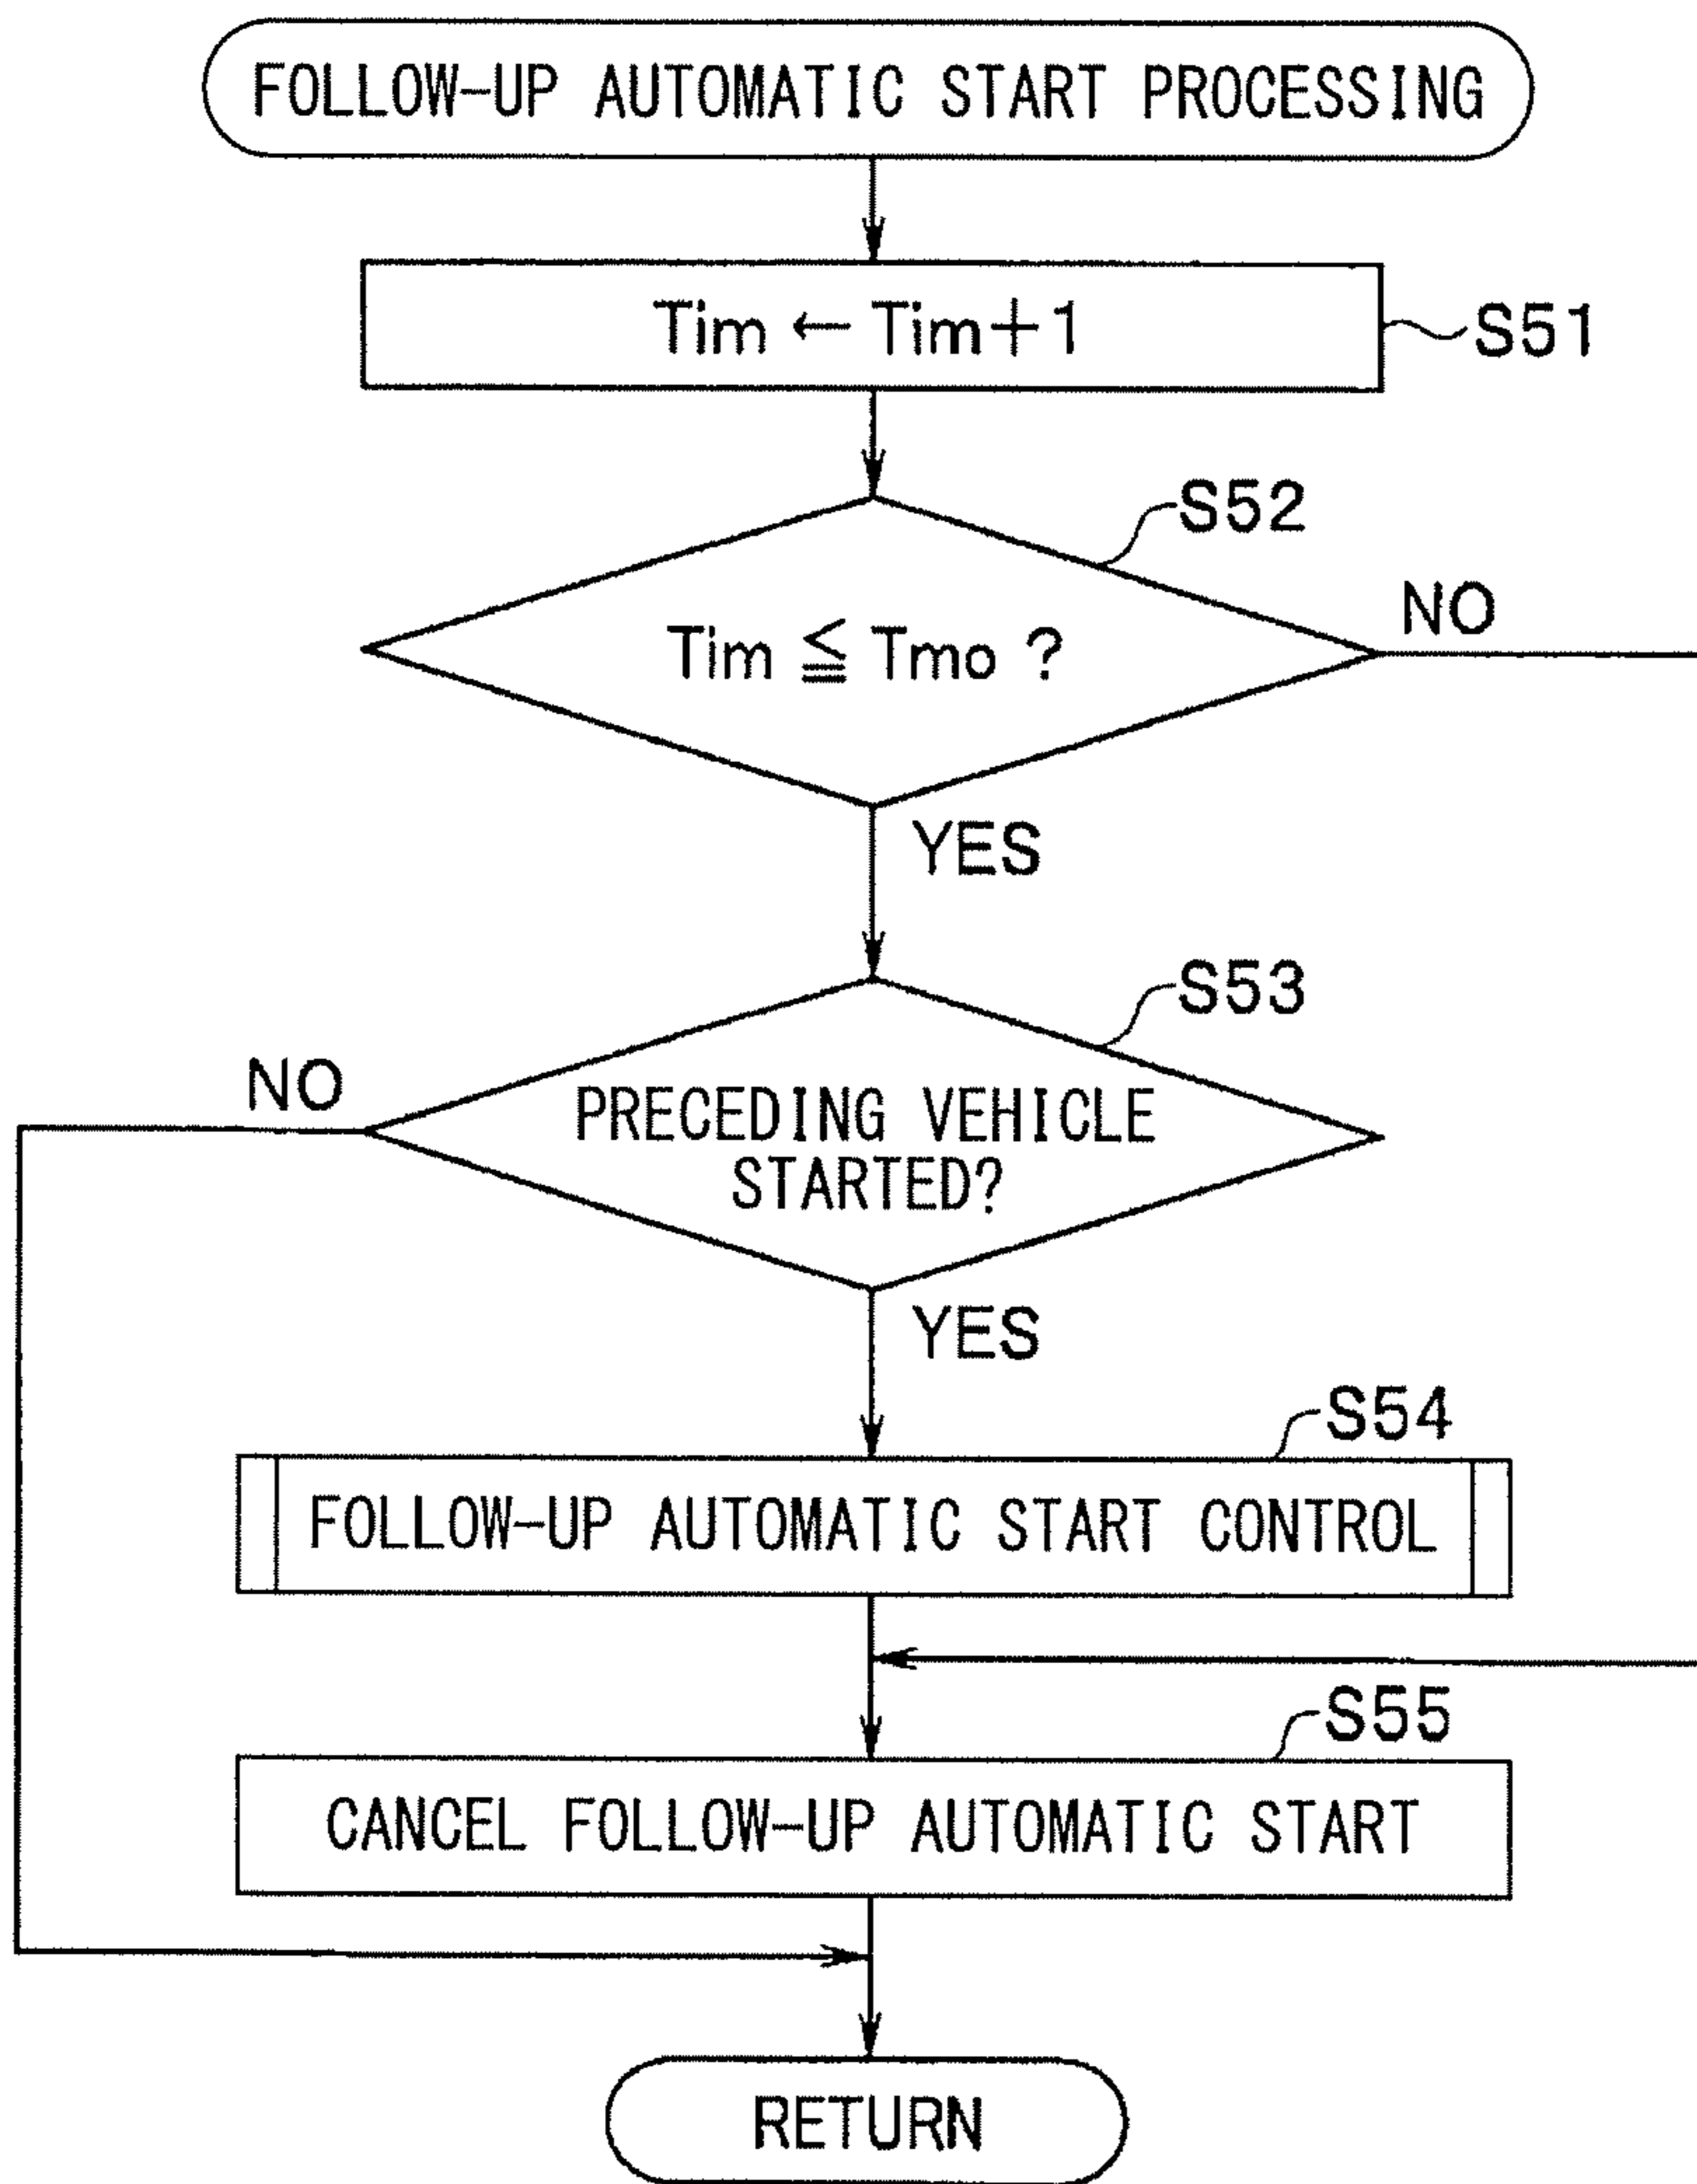 FOLLOW-UP AUTOMATIC START PROCESSING
Tim ← Tim+1
S51
S52
NO
Tim ≦ Tmo ?
YES
S53
NO
PRECEDING VEHICLE
STARTED?
YES
S54
FOLLOW-UP AUTOMATIC START CONTROL
S55
CANCEL FOLLOW-UP AUTOMATIC START
RETURN